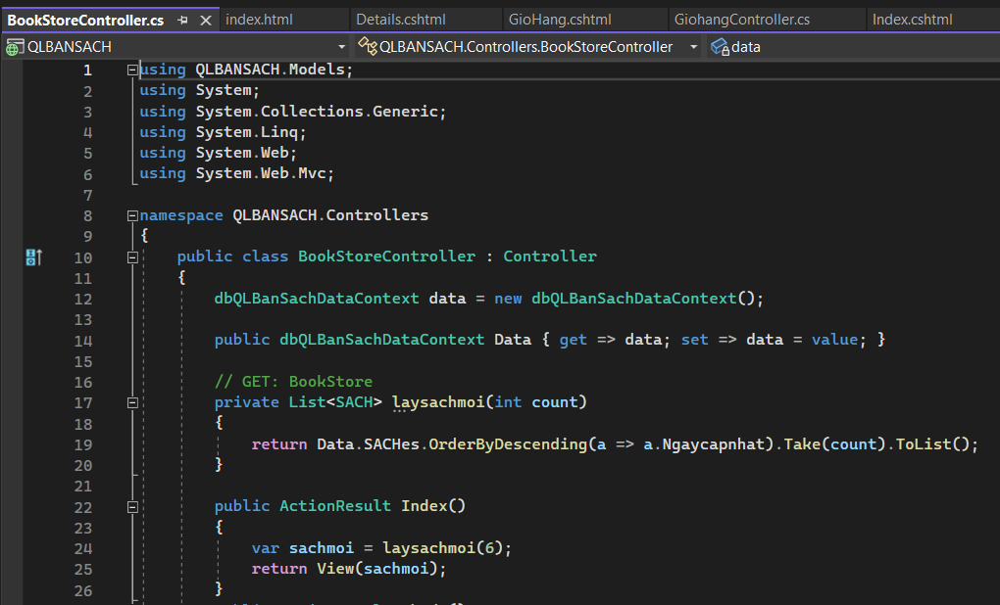 BookStoreController.cs index.html Details.cshtml GioHang.cshtml GiohangController.cs Index.cshtml
QLBANSACH QLBANSACH.Controllers.BookStoreController data
1 using QLBANSACH.Models;
2 using System;
3 using System.Collections.Generic;
4 using System.Linq;
5 using System.Web;
6 using System.Web.Mvc;
7
8 namespace QLBANSACH.Controllers
9 {
10 public class BookStoreController : Controller
11 {
12 dbQLBanSachDataContext data = new dbQLBanSachDataContext();
13
14 public dbQLBanSachDataContext Data { get => data; set => data = value; }
15
16 // GET: BookStore
17 private List<SACH> laysachmoi(int count)
18 {
19 return Data.SACHes.OrderByDescending(a => a.Ngaycapnhat).Take(count).ToList();
20 }
21
22 public ActionResult Index()
23 {
24 var sachmoi = laysachmoi(6);
25 return View(sachmoi);
26 }